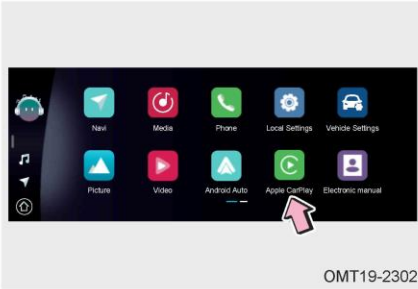 Navi Media Phone Local Settings Vehicle Settings
Picture Video Android Auto Apple CarPlay Electronic manual
OMT19-2302